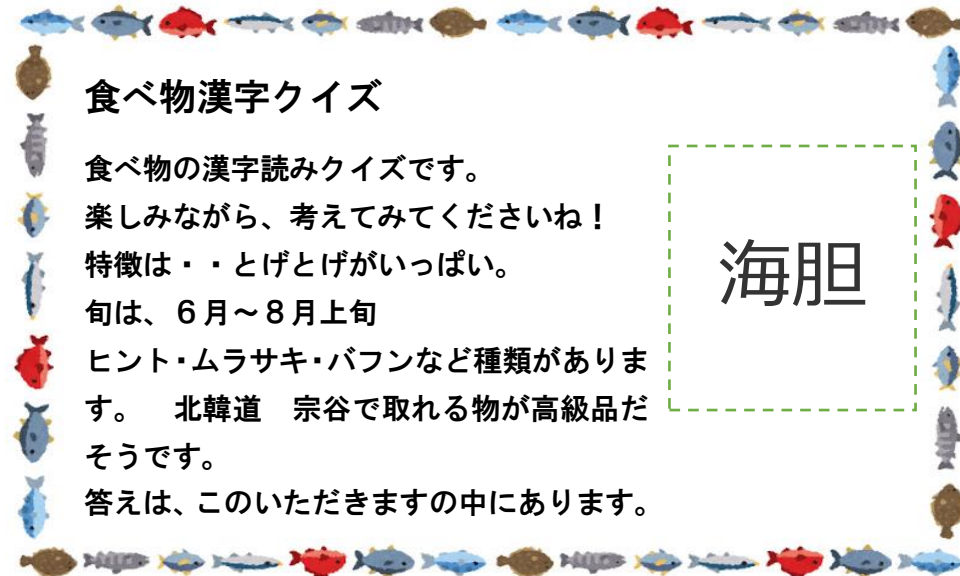 食べ物漢字クイズ
食べ物の漢字読みクイズです。
楽しみながら、考えてみてくださいね！
特徴は・・とげとげがいっぱい。
旬は、６月～８月上旬
ヒント・ムラサキ・バフンなど種類がありま
す。　北韓道　宗谷で取れる物が高級品だ
そうです。
答えは、このいただきますの中にあります。
海胆